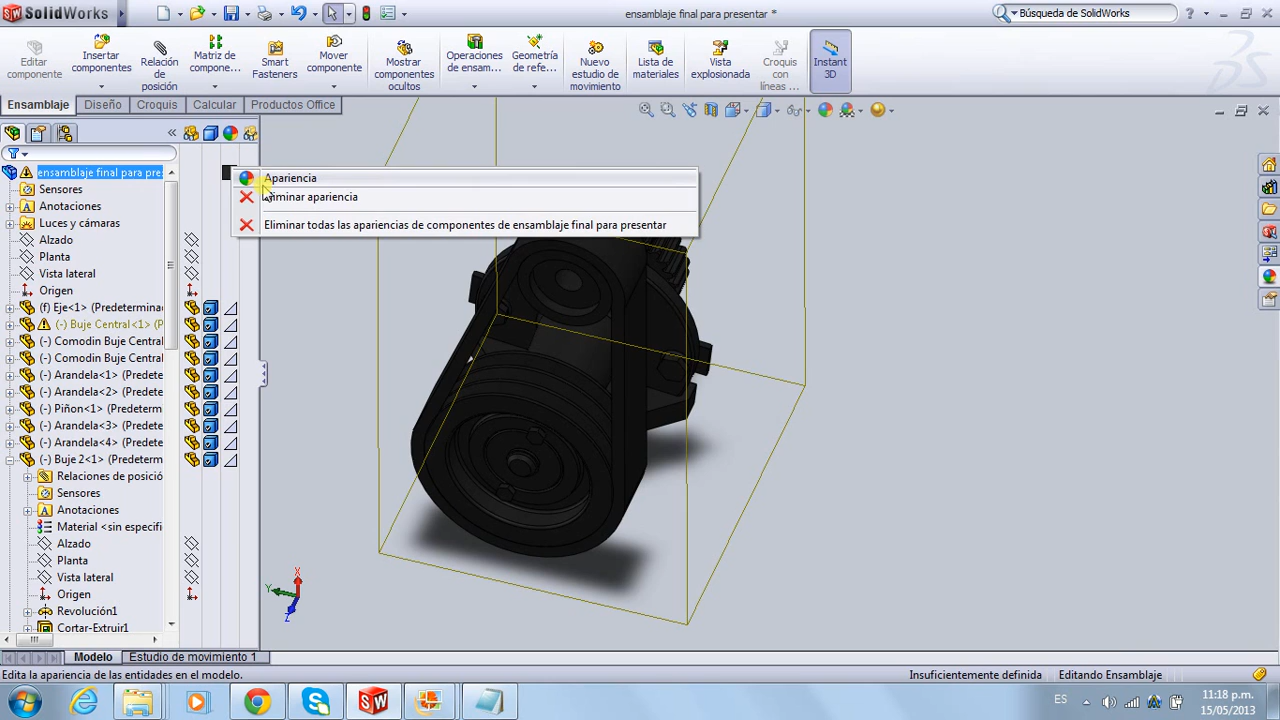 SolidWorks
ensamblaje final para presentar *
Búsqueda de SolidWorks
Editar componente
Insertar componentes
Relación de posición
Matriz de compone...
Smart Fasteners
Mover componente
Mostrar componentes ocultos
Operaciones de ensam...
Geometría de refe...
Nuevo estudio de movimiento
Lista de materiales
Vista explosionada
Croquis con líneas ...
Instant 3D
Ensamblaje
Diseño
Croquis
Calcular
Productos Office
ensamblaje final para pres
Sensores
Anotaciones
Luces y cámaras
Alzado
Planta
Vista lateral
Origen
(f) Eje<1> (Predetermina
(-) Buje Central<1> (P
(-) Comodin Buje Central
(-) Comodin Buje Central
(-) Arandela<1> (Predete
(-) Arandela<2> (Predete
(-) Piñon<1> (Predeterm
(-) Arandela<3> (Predete
(-) Arandela<4> (Predete
(-) Buje 2<1> (Predeterm
Relaciones de posició
Sensores
Anotaciones
Material <sin especifi
Alzado
Planta
Vista lateral
Origen
Revolución1
Cortar-Extruir1
Apariencia
Eliminar apariencia
Eliminar todas las apariencias de componentes de ensamblaje final para presentar
X
Y
Z
Modelo
Estudio de movimiento 1
Edita la apariencia de las entidades en el modelo.
Insuficientemente definida
Editando Ensamblaje
ES
11:18 p.m.
15/05/2013